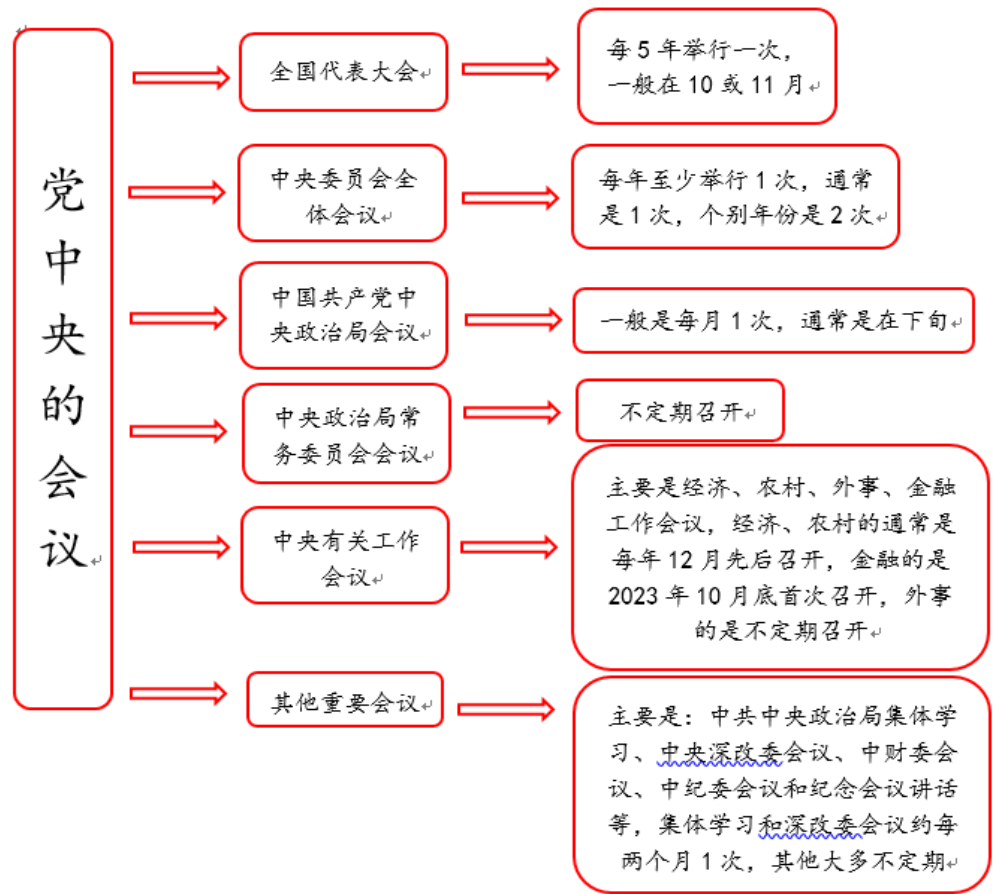 党中央的会议
全国代表大会
每5年举行一次，
一般在10或11月
中央委员会全
体会议
每年至少举行1次，通常
是1次，个别年份是2次
中国共产党中
央政治局会议
一般是每月1次，通常是在下旬
中央政治局常
务委员会会议
不定期召开
中央有关工作
会议
主要是经济、农村、外事、金融
工作会议，经济、农村的通常是
每年12月先后召开，金融的是
2023年10月底首次召开，外事
的是不定期召开
其他重要会议
主要是：中共中央政治局集体学
习、中央深改委会议、中财委会
议、中纪委会议和纪念会议讲话
等，集体学习和深改委会议约每
两个月1次，其他大多不定期